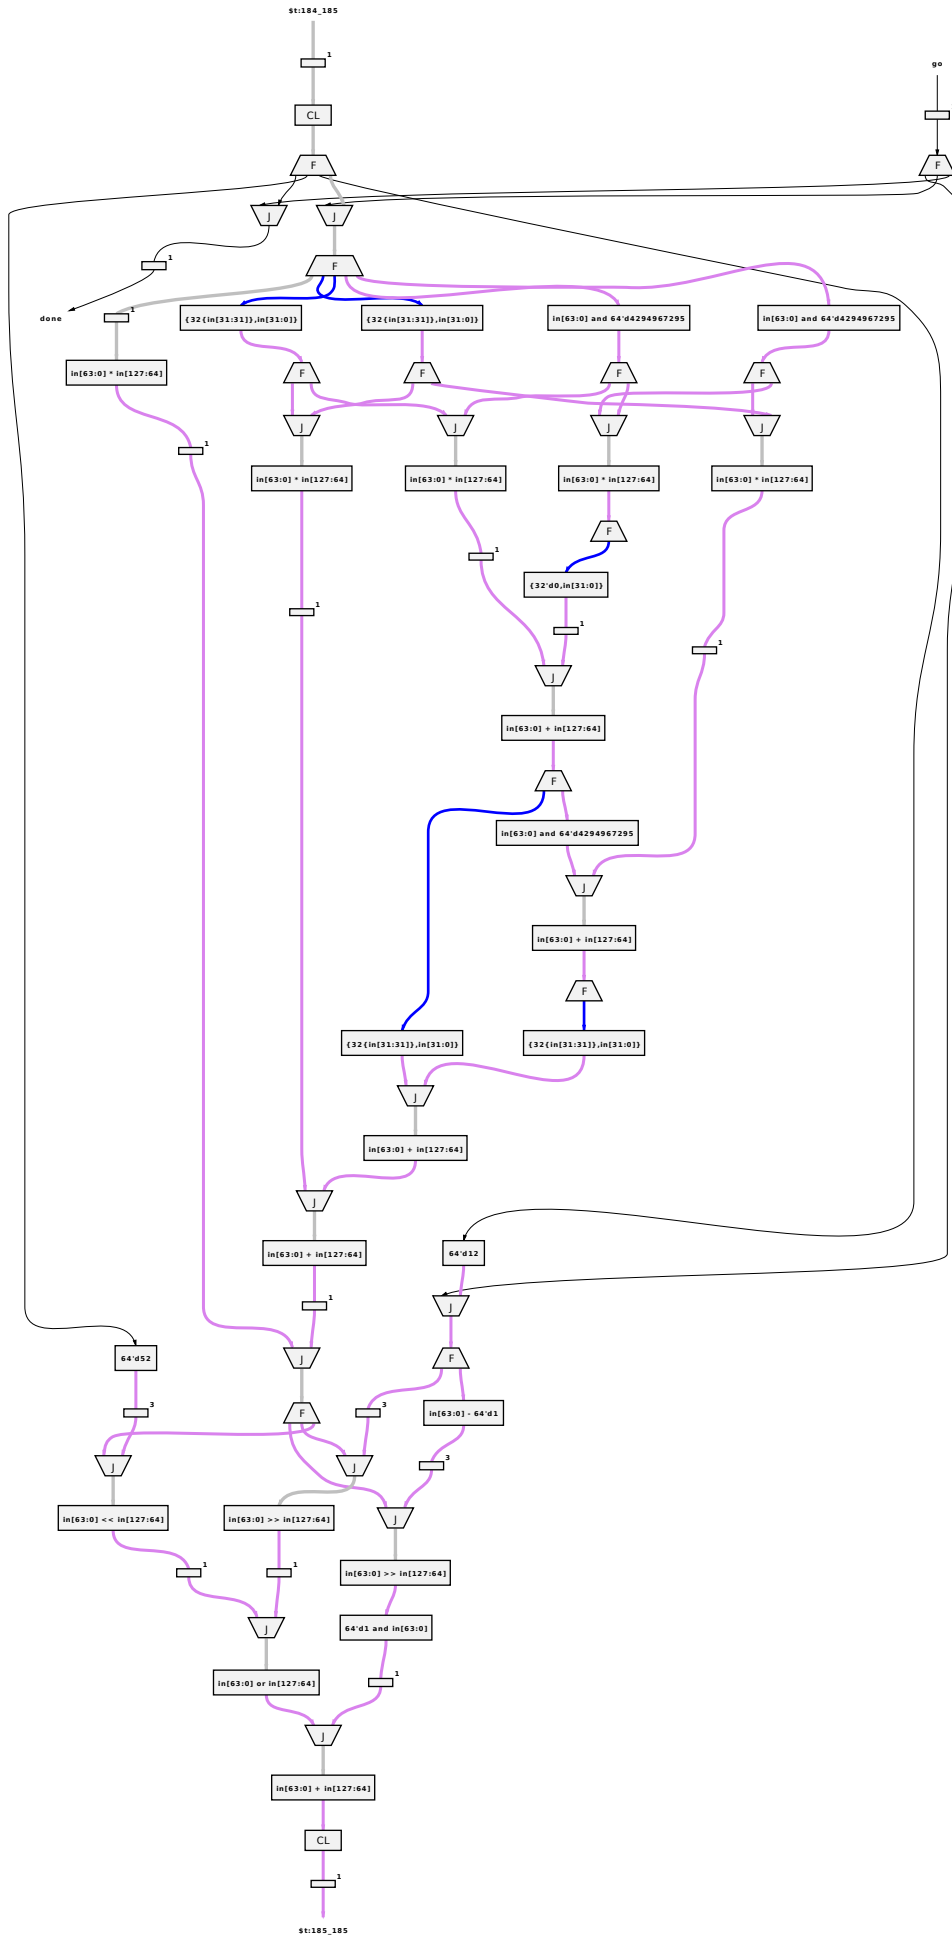 $t:184_185
1
go
CL
F
F
J
J
1
F
done
1
{32{in[31:31]},in[31:0]}
{32{in[31:31]},in[31:0]}
in[63:0] and 64'd4294967295
in[63:0] and 64'd4294967295
in[63:0] * in[127:64]
F
F
F
F
J
J
J
J
1
in[63:0] * in[127:64]
in[63:0] * in[127:64]
in[63:0] * in[127:64]
in[63:0] * in[127:64]
F
1
{32'd0,in[31:0]}
1
1
1
J
in[63:0] + in[127:64]
F
in[63:0] and 64'd4294967295
J
in[63:0] + in[127:64]
F
{32{in[31:31]},in[31:0]}
{32{in[31:31]},in[31:0]}
J
in[63:0] + in[127:64]
J
in[63:0] + in[127:64]
64'd12
1
J
64'd52
J
F
3
F
3
in[63:0] - 64'd1
J
J
3
in[63:0] << in[127:64]
in[63:0] >> in[127:64]
J
1
1
in[63:0] >> in[127:64]
J
64'd1 and in[63:0]
in[63:0] or in[127:64]
1
J
in[63:0] + in[127:64]
CL
1
$t:185_185